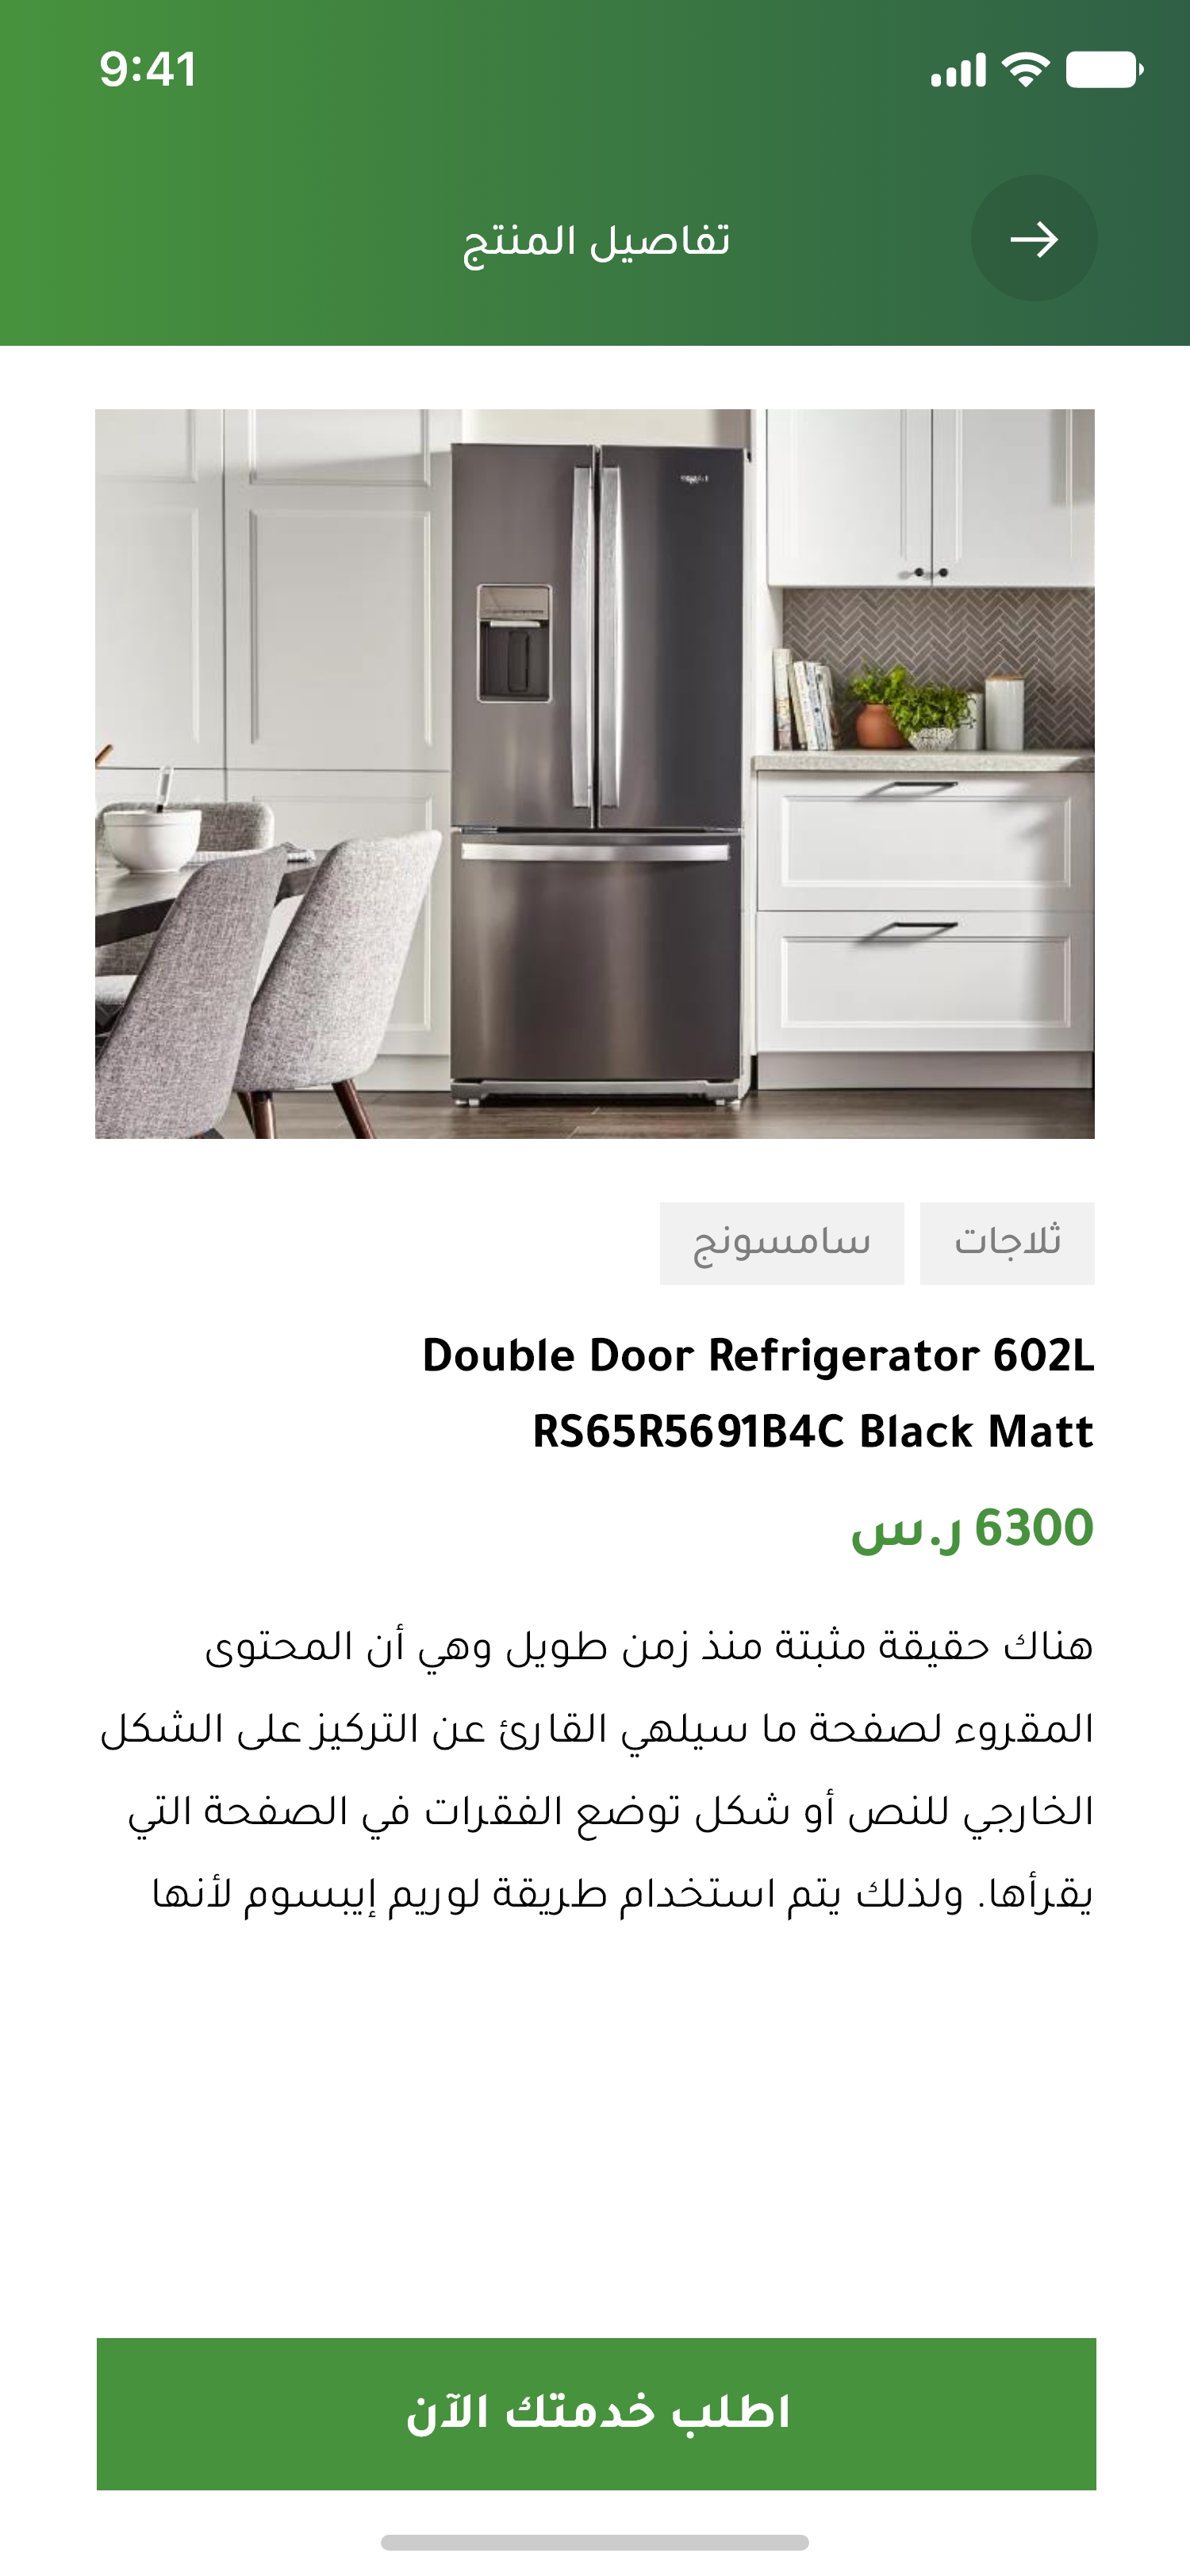 9:41
تفاصيل المنتج
ثلاجات
سامسونج
Double Door Refrigerator 602L
RS65R5691B4C Black Matt
6300 ر.س
هناك حقيقة مثبتة منذ زمن طويل وهي أن المحتوى
المقروء لصفحة ما سيلهي القارئ عن التركيز على الشكل
الخارجي للنص أو شكل توضع الفقرات في الصفحة التي
يقرأها. ولذلك يتم استخدام طريقة لوريم إيبسوم لأنها
اطلب خدمتك الآن